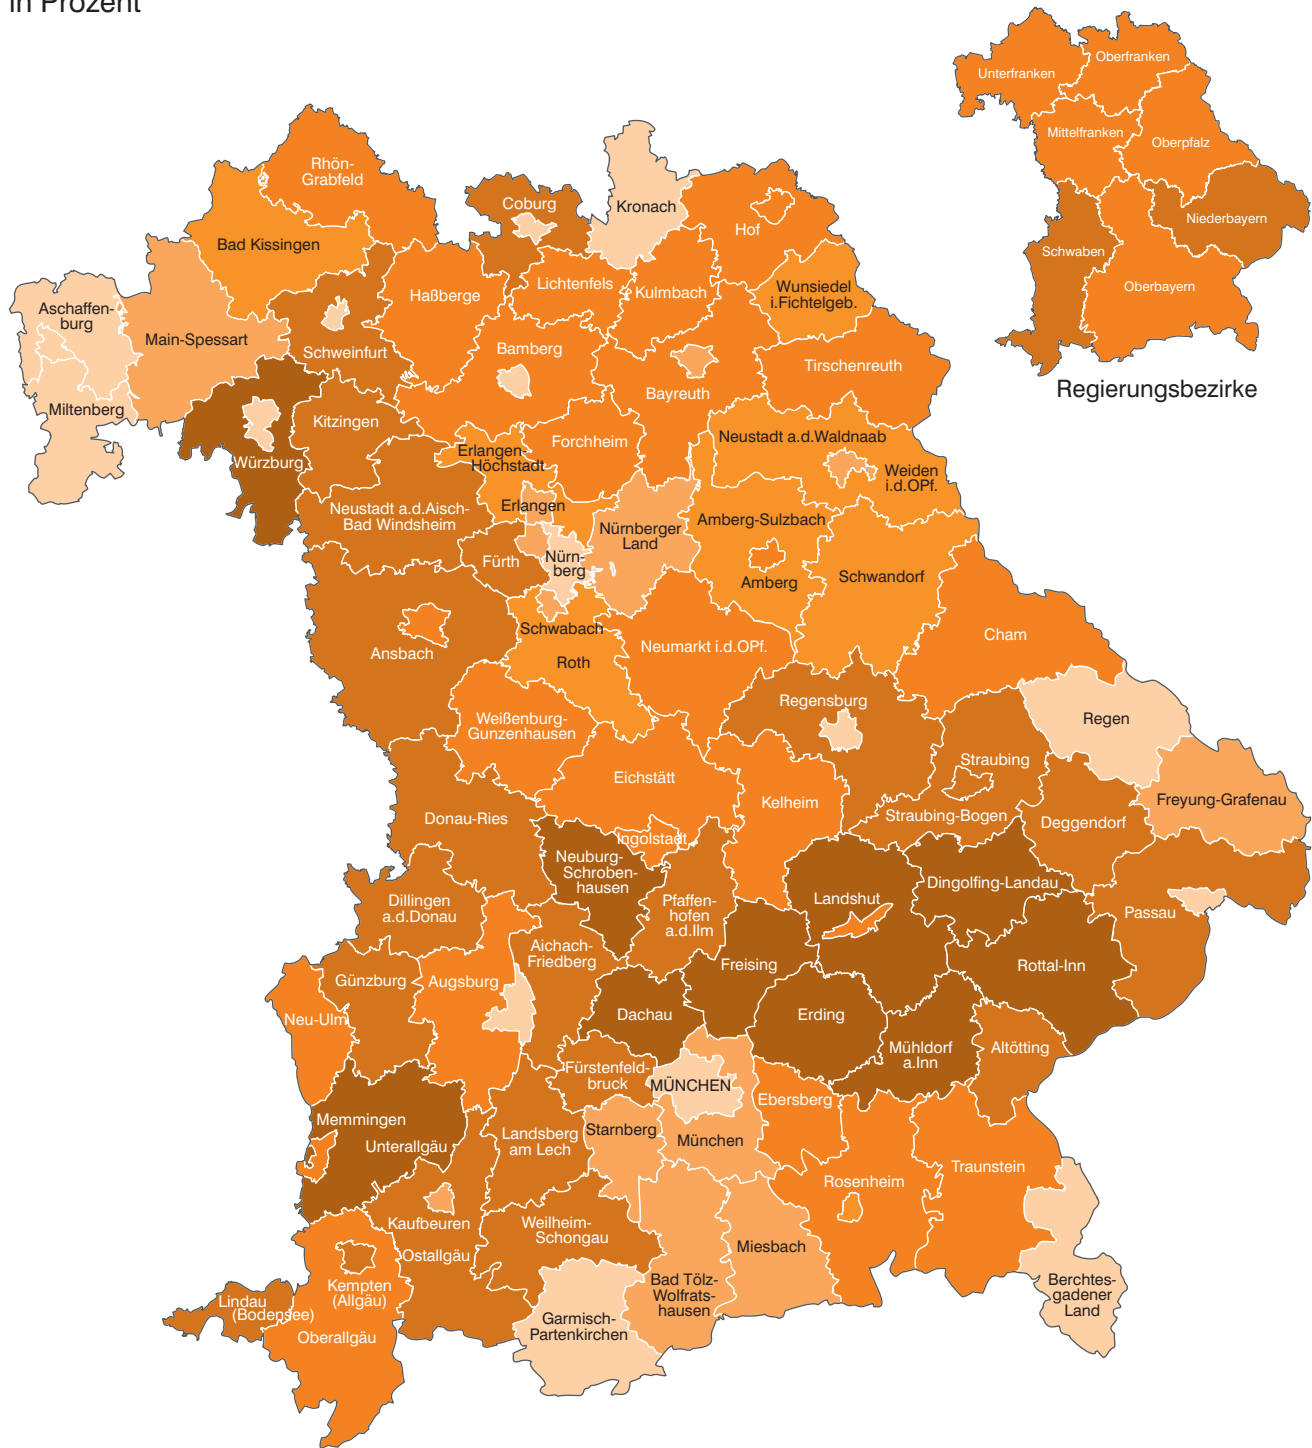 in Prozent
Unterfranken
Oberfranken
Mittelfranken
Oberpfalz
Niederbayern
Schwaben
Oberbayern
Regierungsbezirke
Rhön-
Grabfeld
Coburg
Kronach
Hof
Bad Kissingen
Haßberge
Lichtenfels
Kulmbach
Wunsiedel
i.Fichtelgeb.
Aschaffen-
burg
Main-Spessart
Schweinfurt
Bamberg
Bayreuth
Tirschenreuth
Miltenberg
Kitzingen
Würzburg
Forchheim
Erlangen-
Höchstadt
Neustadt a.d.Waldnaab
Weiden
i.d.OPf.
Neustadt a.d.Aisch-
Bad Windsheim
Erlangen
Nürnberger
Land
Amberg-Sulzbach
Fürth
Nürn-
berg
Amberg
Schwandorf
Ansbach
Schwabach
Roth
Neumarkt i.d.OPf.
Cham
Weißenburg-
Gunzenhausen
Regensburg
Regen
Eichstätt
Kelheim
Straubing
Freyung-Grafenau
Donau-Ries
Straubing-Bogen
Deggendorf
Ingolstadt
Neuburg-
Schroben-
hausen
Dingolfing-Landau
Dillingen
a.d.Donau
Pfaffen-
hofen
a.d.Ilm
Landshut
Passau
Aichach-
Friedberg
Freising
Rottal-Inn
Günzburg
Augsburg
Neu-Ulm
Dachau
Erding
Mühldorf
a.Inn
Altötting
Fürstenfeld-
bruck
MÜNCHEN
Ebersberg
Memmingen
Unterallgäu
Landsberg
am Lech
Starnberg
München
Traunstein
Rosenheim
Kaufbeuren
Weilheim-
Schongau
Ostallgäu
Miesbach
Kempten
(Allgäu)
Bad Tölz-
Wolfrats-
hausen
Berchtes-
gadener
Land
Lindau
(Bodensee)
Oberallgäu
Garmisch-
Partenkirchen